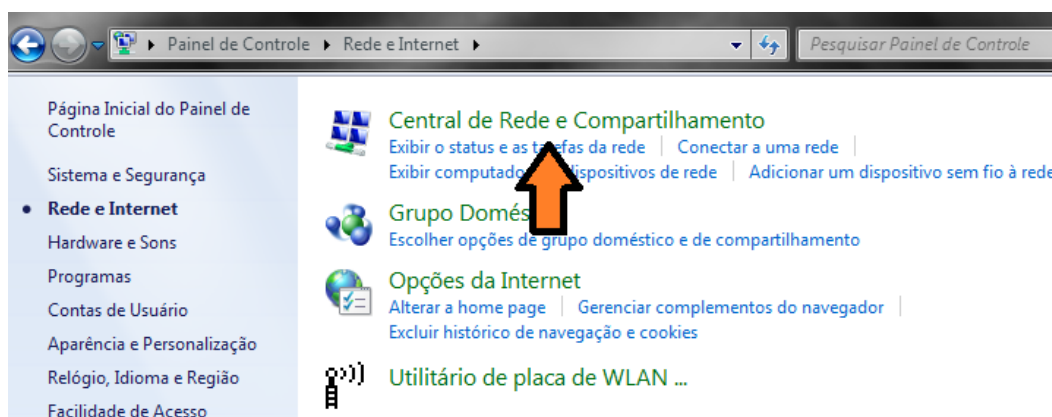 Painel de Controle ▸ Rede e Internet ▸ Pesquisar Painel de Controle
Página Inicial do Painel de
Controle
Sistema e Segurança
Rede e Internet
Hardware e Sons
Programas
Contas de Usuário
Aparência e Personalização
Relógio, Idioma e Região
Facilidade de Acesso
Central de Rede e Compartilhamento
Exibir o status e as tarefas da rede | Conectar a uma rede
Exibir dispositivos de rede | Adicionar um dispositivo sem fio à rede
Grupo
Escolher opções de grupo doméstico e de compartilhamento
Opções da Internet
Alterar a home page | Gerenciar complementos do navegador
Excluir histórico de navegação e cookies
Utilitário de placa de WLAN ...